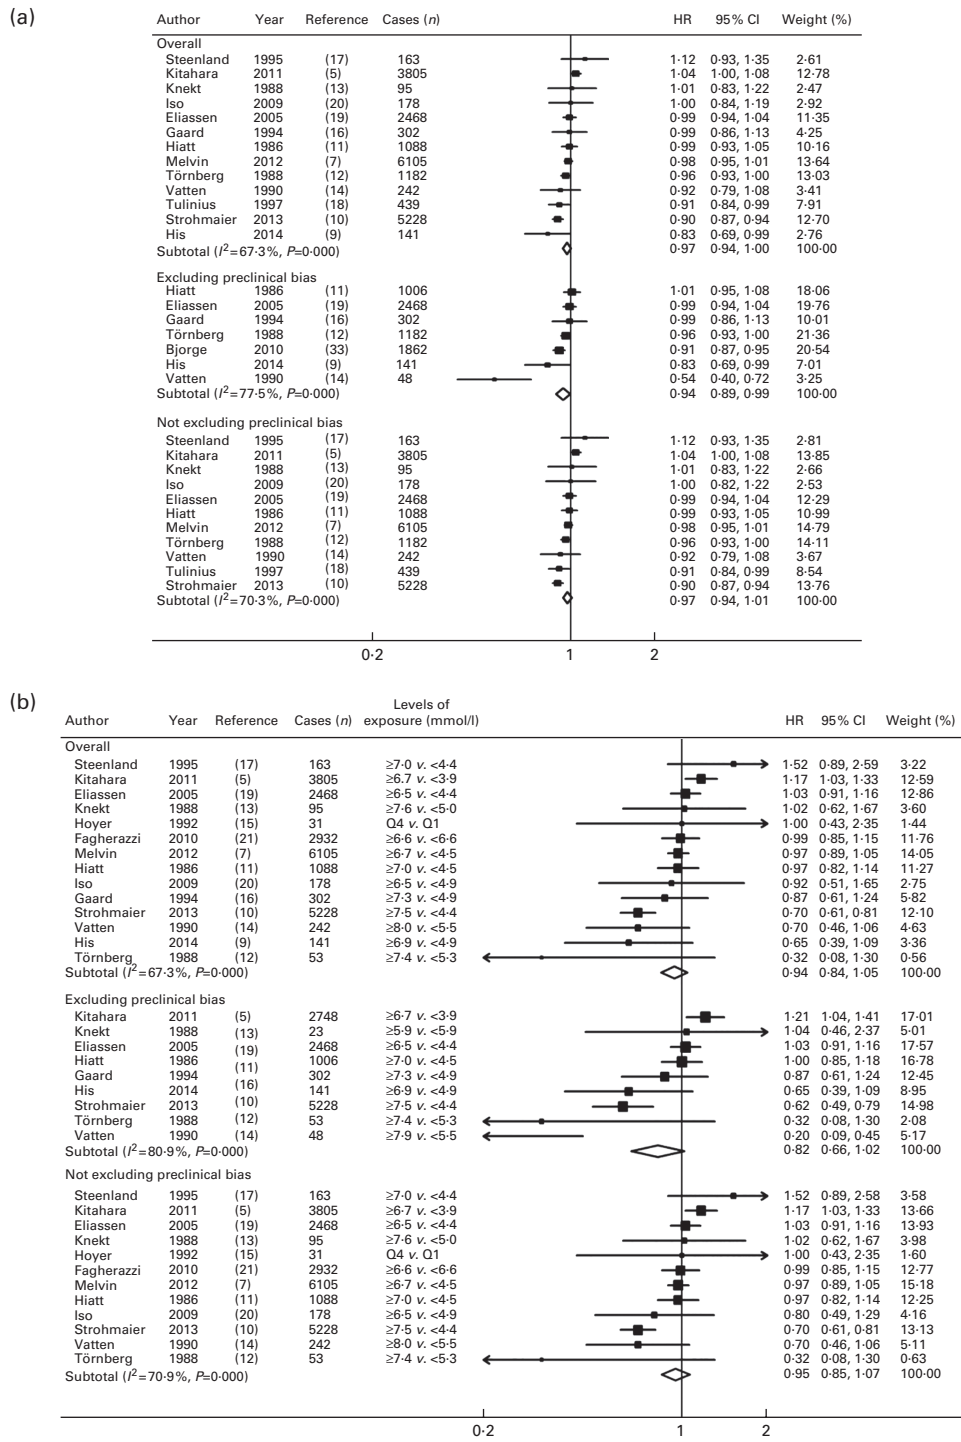 (a)
Author Year Reference Cases (n) HR 95% CI Weight (%)
Overall
Steenland 1995 (17) 163 1·12 0·93, 1·35 2·61
Kitahara 2011 (5) 3805 1·04 1·00, 1·08 12·78
Knekt 1988 (13) 95 1·01 0·83, 1·22 2·47
Iso 2009 (20) 178 1·00 0·84, 1·19 2·92
Eliassen 2005 (19) 2468 0·99 0·94, 1·04 11·35
Gaard 1994 (16) 302 0·99 0·86, 1·13 4·25
Hiatt 1986 (11) 1088 0·99 0·93, 1·05 10·16
Melvin 2012 (7) 6105 0·98 0·95, 1·01 13·64
Törnberg 1988 (12) 1182 0·96 0·93, 1·00 13·03
Vatten 1990 (14) 242 0·92 0·79, 1·08 3·41
Tulinius 1997 (18) 439 0·91 0·84, 0·99 7·91
Strohmaier 2013 (10) 5228 0·90 0·87, 0·94 12·70
His 2014 (9) 141 0·83 0·69, 0·99 2·76
Subtotal (I²=67·3%, P=0·000) 0·97 0·94, 1·00 100·00
Excluding preclinical bias
Hiatt 1986 (11) 1006 1·01 0·95, 1·08 18·06
Eliassen 2005 (19) 2468 0·99 0·94, 1·04 19·76
Gaard 1994 (16) 302 0·99 0·86, 1·13 10·01
Törnberg 1988 (12) 1182 0·96 0·93, 1·00 21·36
Bjorge 2010 (33) 1862 0·91 0·87, 0·95 20·54
His 2014 (9) 141 0·83 0·69, 0·99 7·01
Vatten 1990 (14) 48 0·54 0·40, 0·72 3·25
Subtotal (I²=77·5%, P=0·000) 0·94 0·89, 0·99 100·00
Not excluding preclinical bias
Steenland 1995 (17) 163 1·12 0·93, 1·35 2·81
Kitahara 2011 (5) 3805 1·04 1·00, 1·08 13·85
Knekt 1988 (13) 95 1·01 0·83, 1·22 2·66
Iso 2009 (20) 178 1·00 0·82, 1·22 2·53
Eliassen 2005 (19) 2468 0·99 0·94, 1·04 12·29
Hiatt 1986 (11) 1088 0·99 0·93, 1·05 10·99
Melvin 2012 (7) 6105 0·98 0·95, 1·01 14·79
Törnberg 1988 (12) 1182 0·96 0·93, 1·00 14·11
Vatten 1990 (14) 242 0·92 0·79, 1·08 3·67
Tulinius 1997 (18) 439 0·91 0·84, 0·99 8·54
Strohmaier 2013 (10) 5228 0·90 0·87, 0·94 13·76
Subtotal (I²=70·3%, P=0·000) 0·97 0·94, 1·01 100·00
0·2 1 2
(b)
Levels of
Author Year Reference Cases (n) exposure (mmol/l) HR 95% CI Weight (%)
Overall
Steenland 1995 (17) 163 ≥7·0 v. <4·4 1·52 0·89, 2·59 3·22
Kitahara 2011 (5) 3805 ≥6·7 v. <3·9 1·17 1·03, 1·33 12·59
Eliassen 2005 (19) 2468 ≥6·5 v. <4·4 1·03 0·91, 1·16 12·86
Knekt 1988 (13) 95 ≥7·6 v. <5·0 1·02 0·62, 1·67 3·60
Hoyer 1992 (15) 31 Q4 v. Q1 1·00 0·43, 2·35 1·44
Fagherazzi 2010 (21) 2932 ≥6·6 v. <6·6 0·99 0·85, 1·15 11·76
Melvin 2012 (7) 6105 ≥6·7 v. <4·5 0·97 0·89, 1·05 14·05
Hiatt 1986 (11) 1088 ≥7·0 v. <4·5 0·97 0·82, 1·14 11·27
Iso 2009 (20) 178 ≥6·5 v. <4·9 0·92 0·51, 1·65 2·75
Gaard 1994 (16) 302 ≥7·3 v. <4·9 0·87 0·61, 1·24 5·82
Strohmaier 2013 (10) 5228 ≥7·5 v. <4·4 0·70 0·61, 0·81 12·10
Vatten 1990 (14) 242 ≥8·0 v. <5·5 0·70 0·46, 1·06 4·63
His 2014 (9) 141 ≥6·9 v. <4·9 0·65 0·39, 1·09 3·36
Törnberg 1988 (12) 53 ≥7·4 v. <5·3 0·32 0·08, 1·30 0·56
Subtotal (I²=67·3%, P=0·000) 0·94 0·84, 1·05 100·00
Excluding preclinical bias
Kitahara 2011 (5) 2748 ≥6·7 v. <3·9 1·21 1·04, 1·41 17·01
Knekt 1988 (13) 23 ≥5·9 v. <5·9 1·04 0·46, 2·37 5·01
Eliassen 2005 (19) 2468 ≥6·5 v. <4·4 1·03 0·91, 1·16 17·57
Hiatt 1986 (11) 1006 ≥7·0 v. <4·5 1·00 0·85, 1·18 16·78
Gaard 1994 (16) 302 ≥7·3 v. <4·9 0·87 0·61, 1·24 12·45
His 2014 (9) 141 ≥6·9 v. <4·9 0·65 0·39, 1·09 8·95
Strohmaier 2013 (10) 5228 ≥7·5 v. <4·4 0·62 0·49, 0·79 14·98
Törnberg 1988 (12) 53 ≥7·4 v. <5·3 0·32 0·08, 1·30 2·08
Vatten 1990 (14) 48 ≥7·9 v. <5·5 0·20 0·09, 0·45 5·17
Subtotal (I²=80·9%, P=0·000) 0·82 0·66, 1·02 100·00
Not excluding preclinical bias
Steenland 1995 (17) 163 ≥7·0 v. <4·4 1·52 0·89, 2·58 3·58
Kitahara 2011 (5) 3805 ≥6·7 v. <3·9 1·17 1·03, 1·33 13·66
Eliassen 2005 (19) 2468 ≥6·5 v. <4·4 1·03 0·91, 1·16 13·93
Knekt 1988 (13) 95 ≥7·6 v. <5·0 1·02 0·62, 1·67 3·98
Hoyer 1992 (15) 31 Q4 v. Q1 1·00 0·43, 2·35 1·60
Fagherazzi 2010 (21) 2932 ≥6·6 v. <6·6 0·99 0·85, 1·15 12·77
Melvin 2012 (7) 6105 ≥6·7 v. <4·5 0·97 0·89, 1·05 15·18
Hiatt 1986 (11) 1088 ≥7·0 v. <4·5 0·97 0·82, 1·14 12·25
Iso 2009 (20) 178 ≥6·5 v. <4·9 0·80 0·49, 1·29 4·16
Strohmaier 2013 (10) 5228 ≥7·5 v. <4·4 0·70 0·61, 0·81 13·13
Vatten 1990 (14) 242 ≥8·0 v. <5·5 0·70 0·46, 1·06 5·11
Törnberg 1988 (12) 53 ≥7·4 v. <5·3 0·32 0·08, 1·30 0·63
Subtotal (I²=70·9%, P=0·000) 0·95 0·85, 1·07 100·00
0·2 1 2